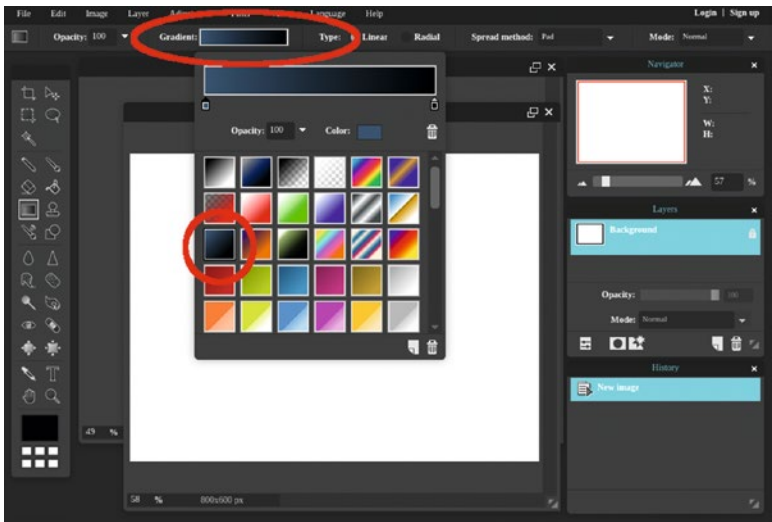 File Edit Image Layer Language Help Login | Sign up
Opacity: 100 Gradient: Type: Linear Radial Spread method: Pad Mode: Normal
Navigator
X:
Y:
W:
H:
57 %
Opacity: 100 Color:
Layers
Background
Opacity: 100
Mode: Normal
History
New image
49 %
58 % 800x600 px